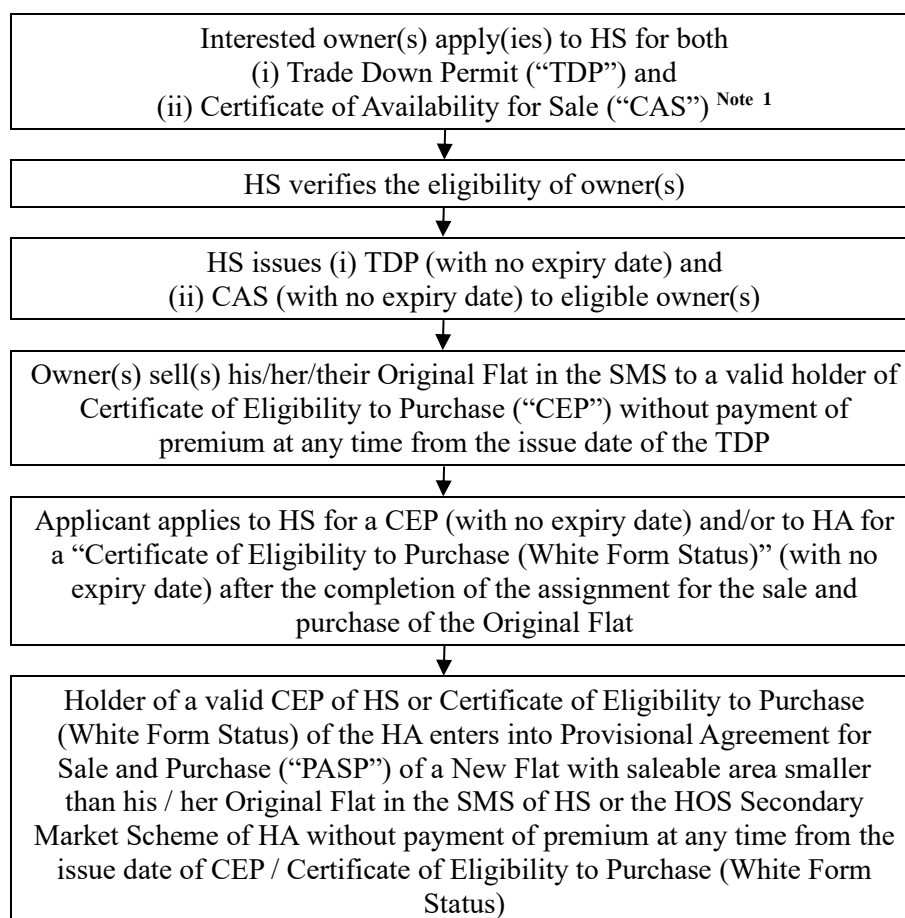 Interested owner(s) apply(ies) to HS for both
(i) Trade Down Permit (“TDP”) and
(ii) Certificate of Availability for Sale (“CAS”) Note 1
HS verifies the eligibility of owner(s)
HS issues (i) TDP (with no expiry date) and
(ii) CAS (with no expiry date) to eligible owner(s)
Owner(s) sell(s) his/her/their Original Flat in the SMS to a valid holder of
Certificate of Eligibility to Purchase (“CEP”) without payment of
premium at any time from the issue date of the TDP
Applicant applies to HS for a CEP (with no expiry date) and/or to HA for
a “Certificate of Eligibility to Purchase (White Form Status)” (with no
expiry date) after the completion of the assignment for the sale and
purchase of the Original Flat
Holder of a valid CEP of HS or Certificate of Eligibility to Purchase
(White Form Status) of the HA enters into Provisional Agreement for
Sale and Purchase (“PASP”) of a New Flat with saleable area smaller
than his / her Original Flat in the SMS of HS or the HOS Secondary
Market Scheme of HA without payment of premium at any time from the
issue date of CEP / Certificate of Eligibility to Purchase (White Form
Status)